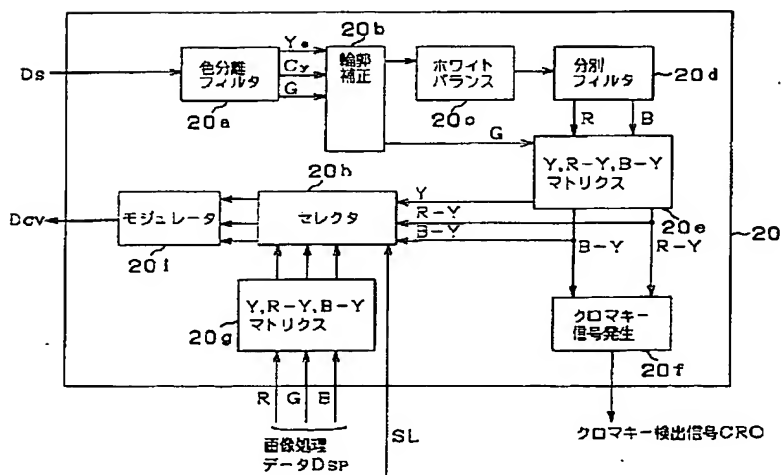 20b
Ds
色分離
フィルタ
20a
Ye
Cy
G
輪郭
補正
ホワイト
バランス
20c
分別
フィルタ
20d
R B
G
Y,R-Y,B-Y
マトリクス
20e
20h
Dcv
モジュレータ
20i
セレクタ
Y
R-Y
B-Y
B-Y R-Y
20
Y,R-Y,B-Y
マトリクス
20g
クロマキー
信号発生
20f
R G B
SL
画像処理
データDSP
クロマキー検出信号CRO